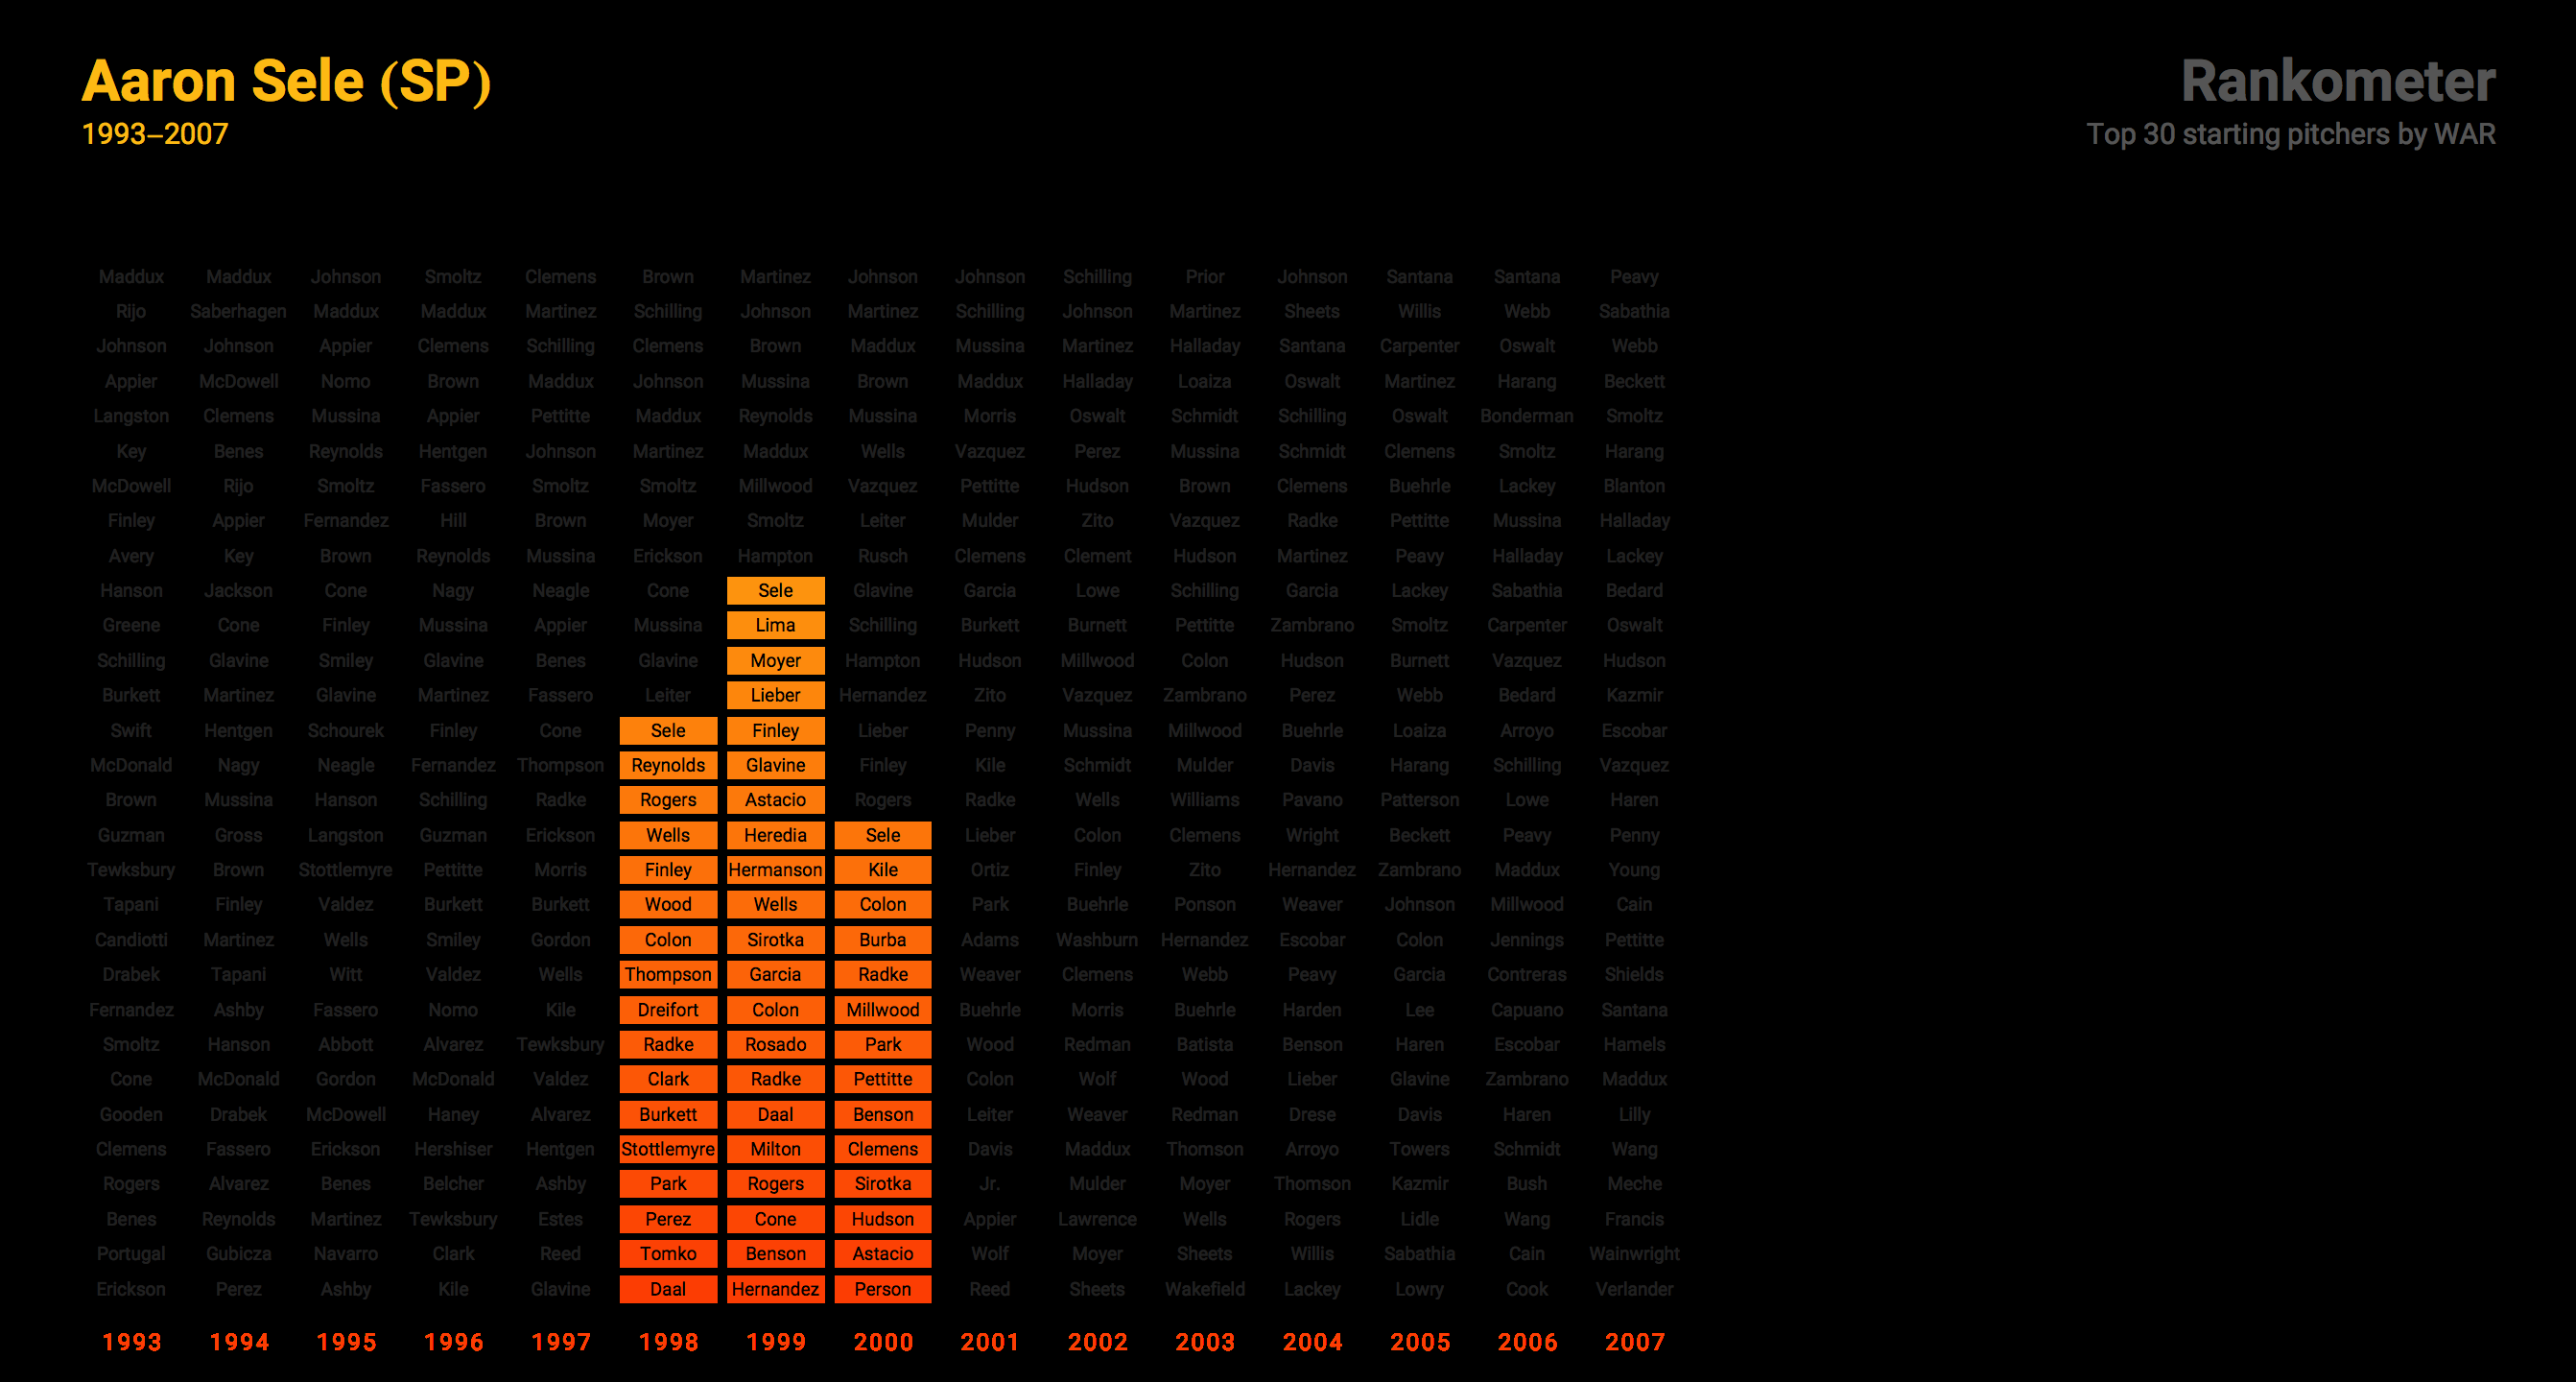 Aaron Sele (SP)
1993–2007
Rankometer
Top 30 starting pitchers by WAR
Maddux Maddux Johnson Smoltz Clemens Brown Martinez Johnson Johnson Schilling Prior Johnson Santana Santana Peavy
Rijo Saberhagen Maddux Maddux Martinez Schilling Johnson Martinez Schilling Johnson Martinez Sheets Willis Webb Sabathia
Johnson Johnson Appier Clemens Schilling Clemens Brown Maddux Mussina Martinez Halladay Santana Carpenter Oswalt Webb
Appier McDowell Nomo Brown Maddux Johnson Mussina Brown Maddux Halladay Loaiza Oswalt Martinez Harang Beckett
Langston Clemens Mussina Appier Pettitte Maddux Reynolds Mussina Morris Oswalt Schmidt Schilling Oswalt Bonderman Smoltz
Key Benes Reynolds Hentgen Johnson Martinez Maddux Wells Vazquez Perez Mussina Schmidt Clemens Smoltz Harang
McDowell Rijo Smoltz Fassero Smoltz Smoltz Millwood Vazquez Pettitte Hudson Brown Clemens Buehrle Lackey Blanton
Finley Appier Fernandez Hill Brown Moyer Smoltz Leiter Mulder Zito Vazquez Radke Pettitte Mussina Halladay
Avery Key Brown Reynolds Mussina Erickson Hampton Rusch Clemens Clement Hudson Martinez Peavy Halladay Lackey
Hanson Jackson Cone Nagy Neagle Cone Sele Glavine Garcia Lowe Schilling Garcia Lackey Sabathia Bedard
Greene Cone Finley Mussina Appier Mussina Lima Schilling Burkett Burnett Pettitte Zambrano Smoltz Carpenter Oswalt
Schilling Glavine Smiley Glavine Benes Glavine Moyer Hampton Hudson Millwood Colon Hudson Burnett Vazquez Hudson
Burkett Martinez Glavine Martinez Fassero Leiter Lieber Hernandez Zito Vazquez Zambrano Perez Webb Bedard Kazmir
Swift Hentgen Schourek Finley Cone Sele Finley Lieber Penny Mussina Millwood Buehrle Loaiza Arroyo Escobar
McDonald Nagy Neagle Fernandez Thompson Reynolds Glavine Finley Kile Schmidt Mulder Davis Harang Schilling Vazquez
Brown Mussina Hanson Schilling Radke Rogers Astacio Rogers Radke Wells Williams Pavano Patterson Lowe Haren
Guzman Gross Langston Guzman Erickson Wells Heredia Sele Lieber Colon Clemens Wright Beckett Peavy Penny
Tewksbury Brown Stottlemyre Pettitte Morris Finley Hermanson Kile Ortiz Finley Zito Hernandez Zambrano Maddux Young
Tapani Finley Valdez Burkett Burkett Wood Wells Colon Park Buehrle Ponson Weaver Johnson Millwood Cain
Candiotti Martinez Wells Smiley Gordon Colon Sirotka Burba Adams Washburn Hernandez Escobar Colon Jennings Pettitte
Drabek Tapani Witt Valdez Wells Thompson Garcia Radke Weaver Clemens Webb Peavy Garcia Contreras Shields
Fernandez Ashby Fassero Nomo Kile Dreifort Colon Millwood Buehrle Morris Buehrle Harden Lee Capuano Santana
Smoltz Hanson Abbott Alvarez Tewksbury Radke Rosado Park Wood Redman Batista Benson Haren Escobar Hamels
Cone McDonald Gordon McDonald Valdez Clark Radke Pettitte Colon Wolf Wood Lieber Glavine Zambrano Maddux
Gooden Drabek McDowell Haney Alvarez Burkett Daal Benson Leiter Weaver Redman Drese Davis Haren Lilly
Clemens Fassero Erickson Hershiser Hentgen Stottlemyre Milton Clemens Davis Maddux Thomson Arroyo Towers Schmidt Wang
Rogers Alvarez Benes Belcher Ashby Park Rogers Sirotka Jr. Mulder Moyer Thomson Kazmir Bush Meche
Benes Reynolds Martinez Tewksbury Estes Perez Cone Hudson Appier Lawrence Wells Rogers Lidle Wang Francis
Portugal Gubicza Navarro Clark Reed Tomko Benson Astacio Wolf Moyer Sheets Willis Sabathia Cain Wainwright
Erickson Perez Ashby Kile Glavine Daal Hernandez Person Reed Sheets Wakefield Lackey Lowry Cook Verlander
1993 1994 1995 1996 1997 1998 1999 2000 2001 2002 2003 2004 2005 2006 2007